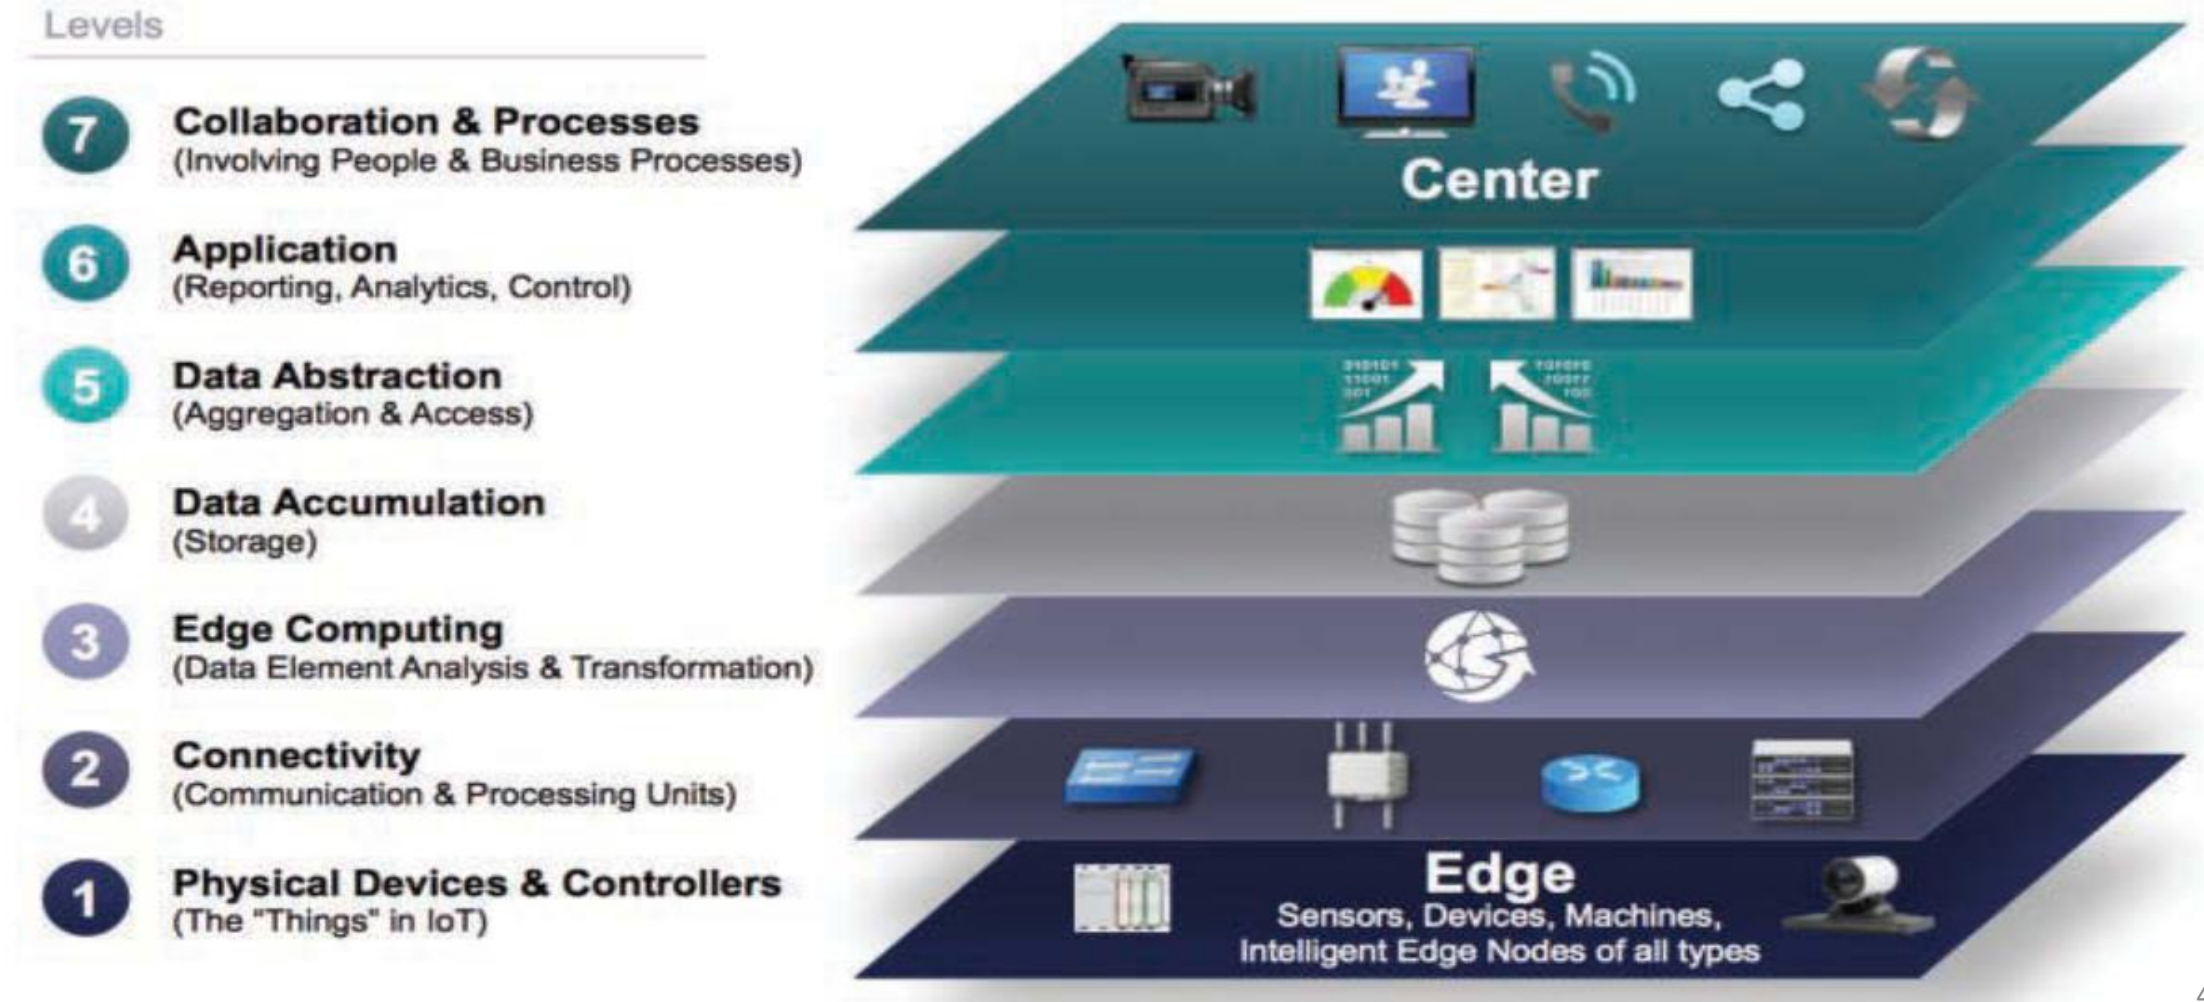 Levels
7
Collaboration & Processes
(Involving People & Business Processes)
6
Application
(Reporting, Analytics, Control)
5
Data Abstraction
(Aggregation & Access)
4
Data Accumulation
(Storage)
3
Edge Computing
(Data Element Analysis & Transformation)
2
Connectivity
(Communication & Processing Units)
1
Physical Devices & Controllers
(The "Things" in IoT)
Center
Edge
Sensors, Devices, Machines,
Intelligent Edge Nodes of all types